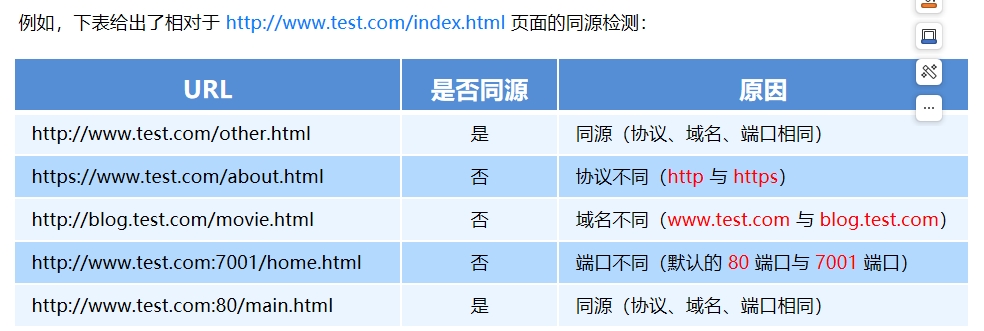 例如，下表给出了相对于 http://www.test.com/index.html 页面的同源检测：
URL 是否同源 原因
http://www.test.com/other.html 是 同源（协议、域名、端口相同）
https://www.test.com/about.html 否 协议不同（http 与 https）
http://blog.test.com/movie.html 否 域名不同（www.test.com 与 blog.test.com）
http://www.test.com:7001/home.html 否 端口不同（默认的 80 端口与 7001 端口）
http://www.test.com:80/main.html 是 同源（协议、域名、端口相同）